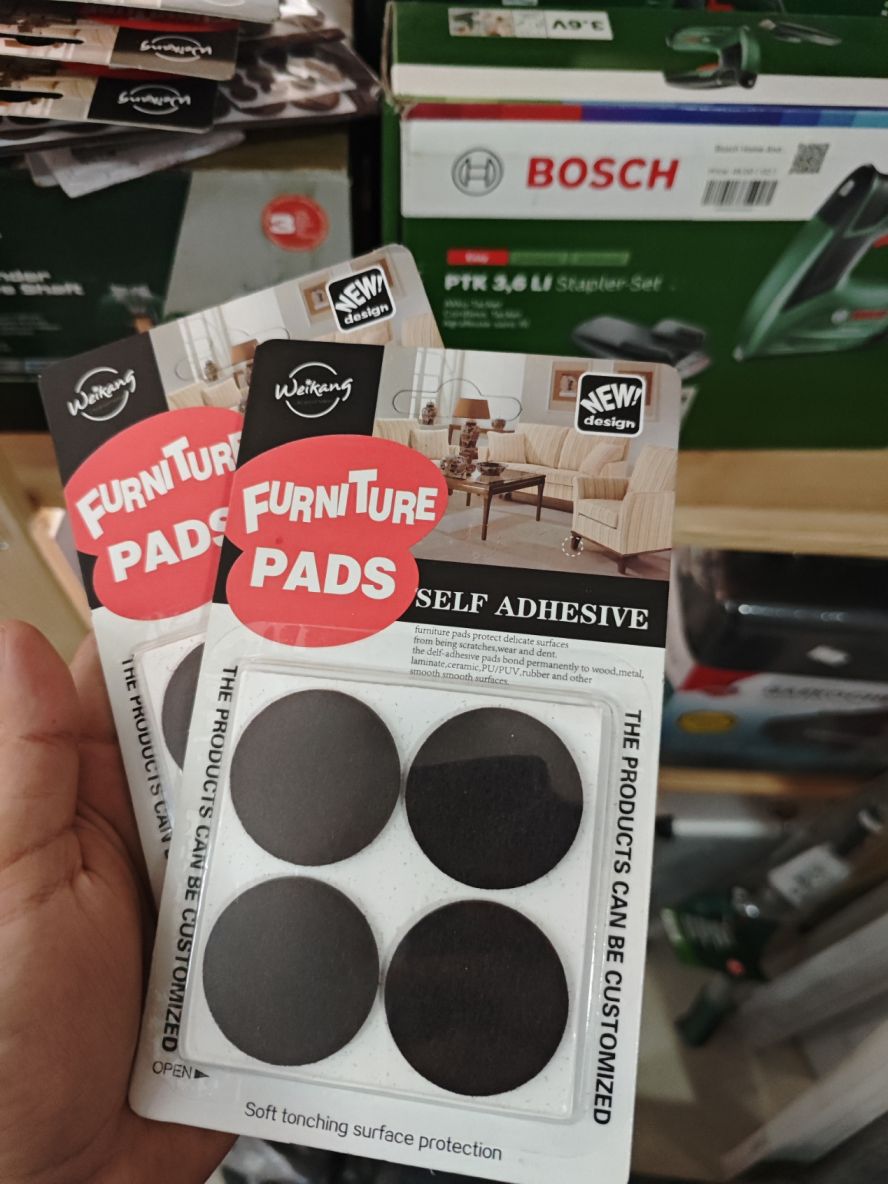 Weikang
Weikang
3.6V
BOSCH
3
PTK 3,6 LI Stapler-Set
Weikang
NEW!
design
FURNITURE
PADS
Weikang
NEW!
design
FURNITURE
PADS
SELF ADHESIVE
furniture pads protect delicate surfaces
from being scratches,wear and dent.
the delf-adhesive pads bond permanently to wood,metal,
laminate,ceramic,PU/PUV,rubber and other
smooth smooth surfaces.
THE PRODUCTS CAN
THE PRODUCTS CAN BE CUSTOMIZED
THE PRODUCTS CAN BE CUSTOMIZED
OPEN
Soft tonching surface protection